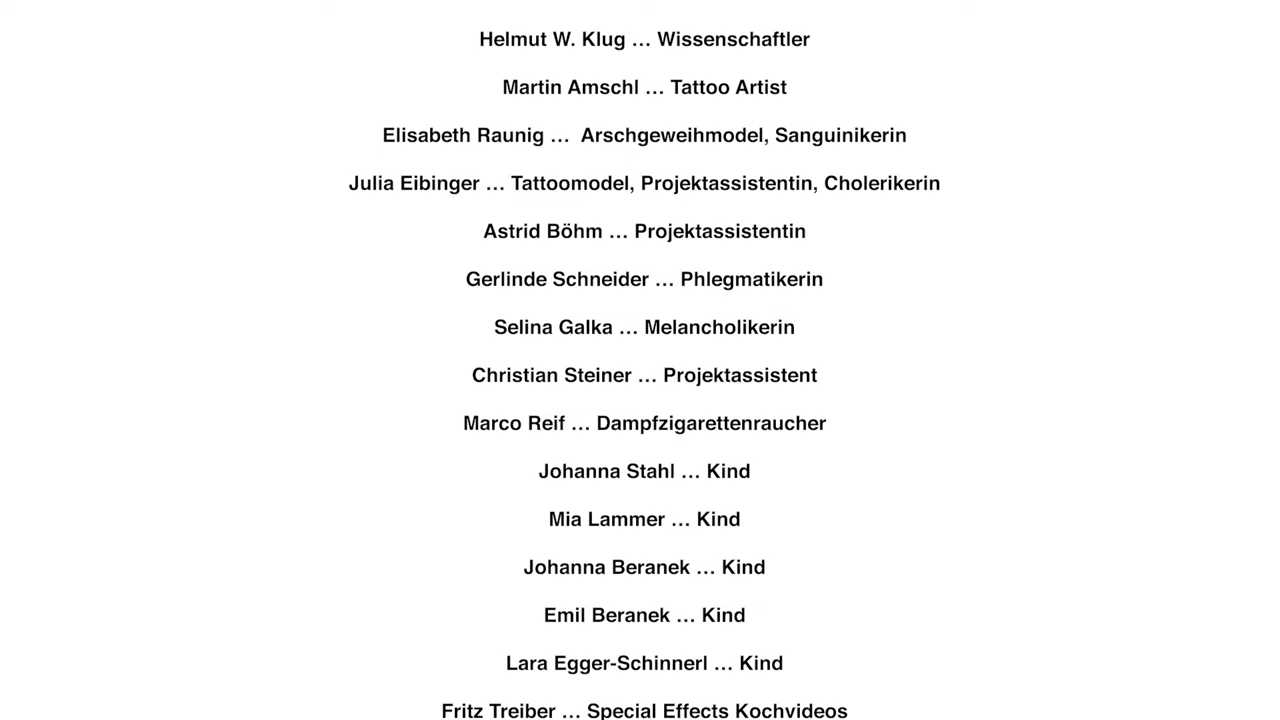 Helmut W. Klug … Wissenschaftler
Martin Amschl … Tattoo Artist
Elisabeth Raunig …  Arschgeweihmodel, Sanguinikerin
Julia Eibinger … Tattoomodel, Projektassistentin, Cholerikerin
Astrid Böhm … Projektassistentin
Gerlinde Schneider … Phlegmatikerin
Selina Galka … Melancholikerin
Christian Steiner … Projektassistent
Marco Reif … Dampfzigarettenraucher
Johanna Stahl … Kind
Mia Lammer … Kind
Johanna Beranek … Kind
Emil Beranek … Kind
Lara Egger-Schinnerl … Kind
Fritz Treiber … Special Effects Kochvideos